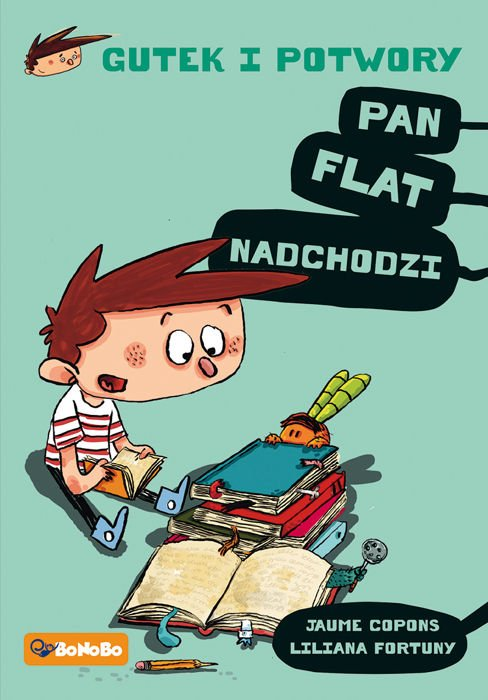 GUTEK I POTWORY
PAN
FLAT
NADCHODZI
JAUME COPONS
LILIANA FORTUNY
BONOBO